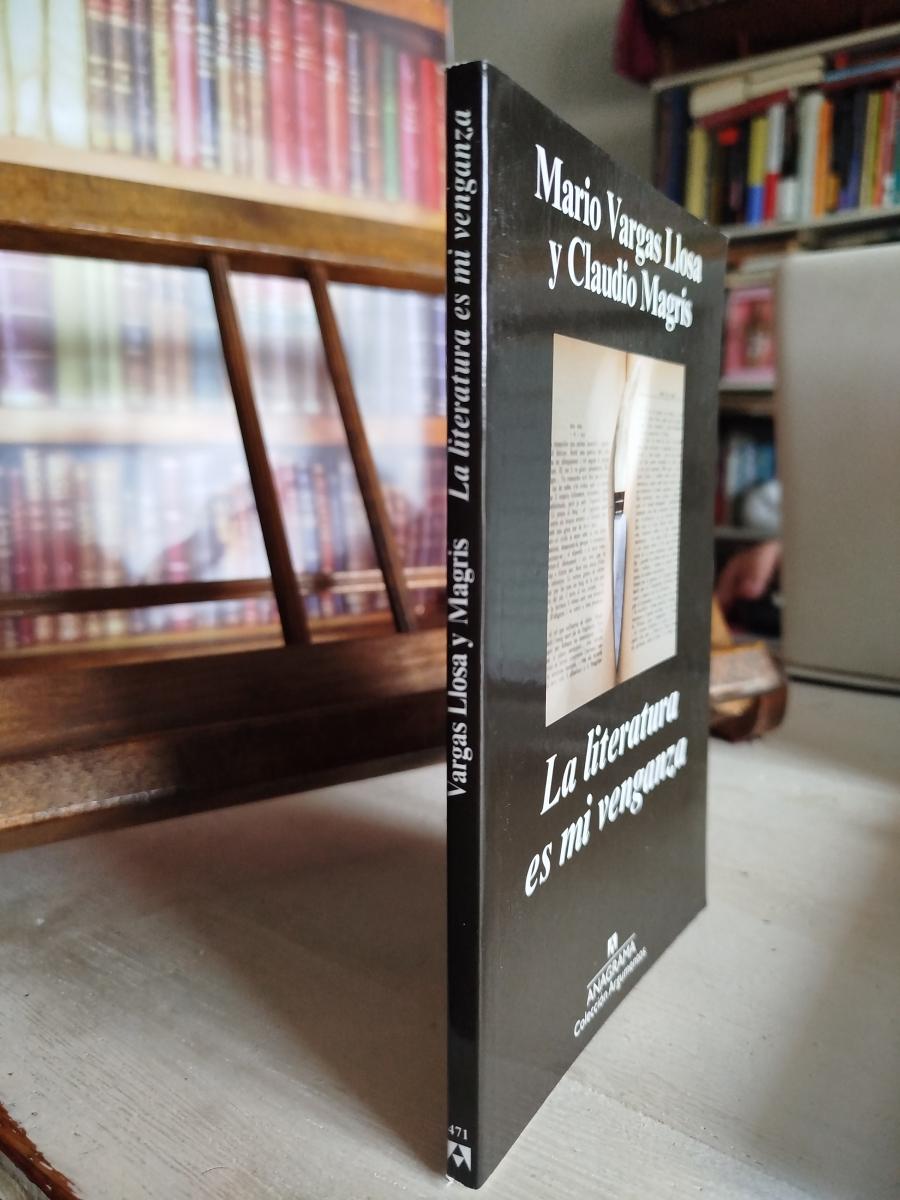 Vargas Llosa y Magris La literatura es mi venganza
471
Mario Vargas Llosa
y Claudio Magris
La literatura
es mi venganza
ANAGRAMA
Colección Argumentos